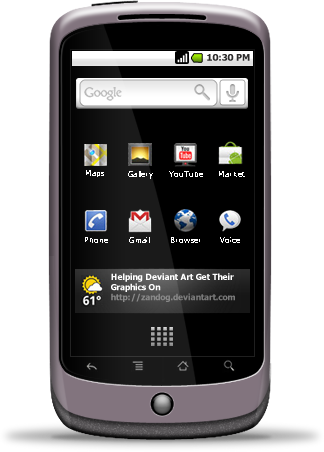 10:30 PM
Google
Maps Gallery YouTube Market
Phone Gmail Browser Voice
Helping Deviant Art Get Their
Graphics On
61° http://zandog.deviantart.com